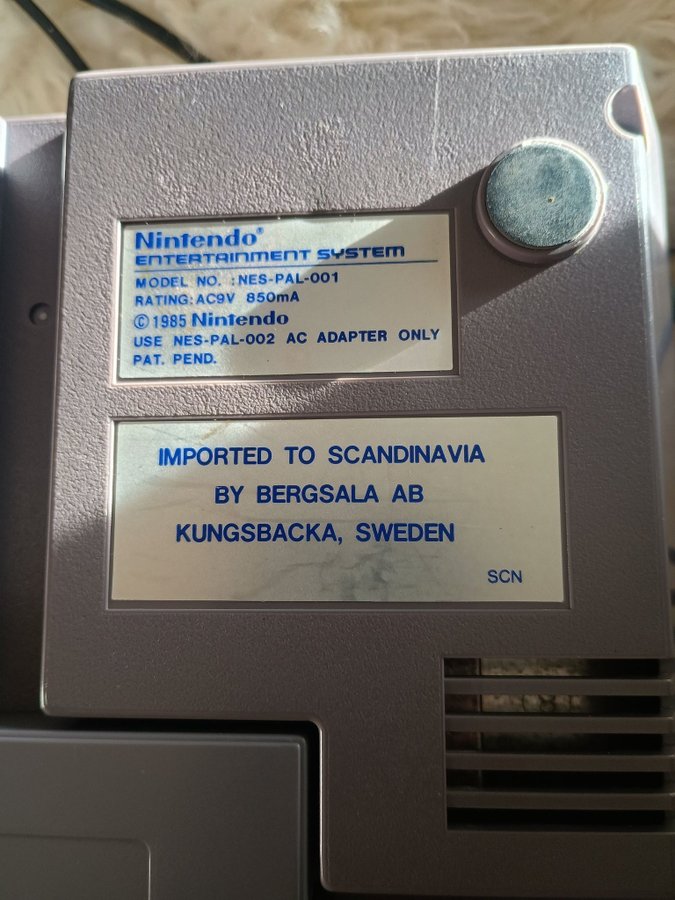 Nintendo®
ENTERTAINMENT SYSTEM
MODEL NO. :NES-PAL-001
RATING:AC9V 850mA
©1985 Nintendo
USE NES-PAL-002 AC ADAPTER ONLY
PAT. PEND.
IMPORTED TO SCANDINAVIA
BY BERGSALA AB
KUNGSBACKA, SWEDEN
SCN